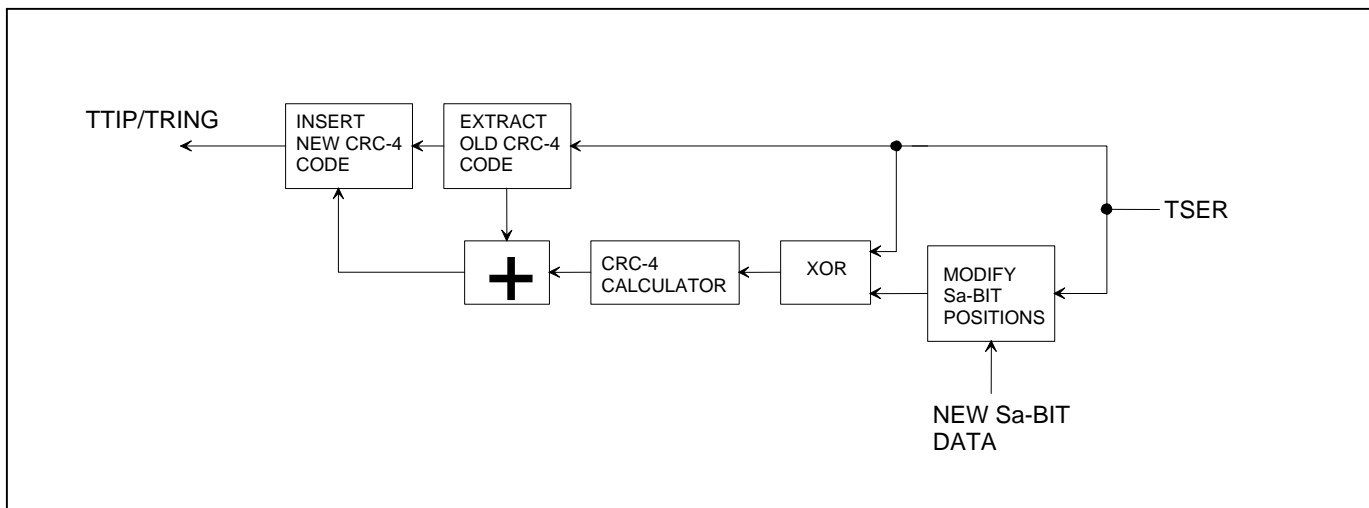 TTIP/TRING
INSERT
NEW CRC-4
CODE
EXTRACT
OLD CRC-4
CODE
TSER
+
CRC-4
CALCULATOR
XOR
MODIFY
Sa-BIT
POSITIONS
NEW Sa-BIT
DATA